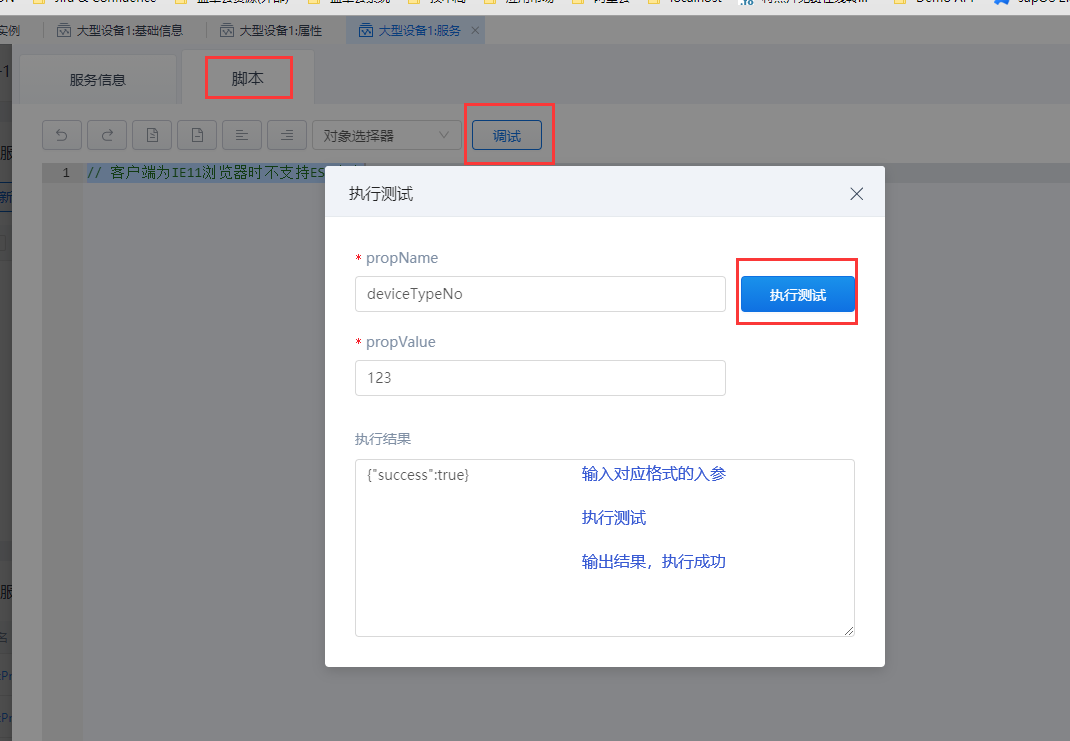 Jira & Confluence
localhost
Demo API
实例
大型设备1:基础信息
大型设备1:属性
大型设备1:服务
服务信息
脚本
对象选择器
调试
1
// 客户端为IE11浏览器时不支持ES
执行测试
* propName
deviceTypeNo
执行测试
* propValue
123
执行结果
{"success":true}
输入对应格式的入参
执行测试
输出结果，执行成功